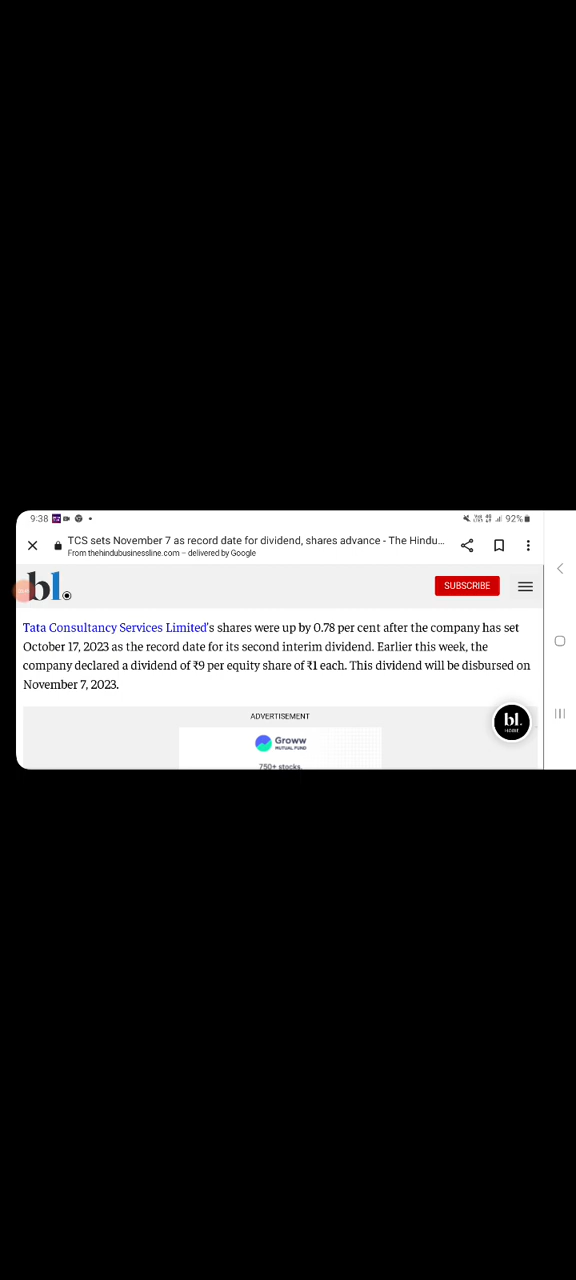 9:38
92%
TCS sets November 7 as record date for dividend, shares advance - The Hindu...
From thehindubusinessline.com – delivered by Google
bl.
SUBSCRIBE
Tata Consultancy Services Limited's shares were up by 0.78 per cent after the company has set
October 17, 2023 as the record date for its second interim dividend. Earlier this week, the
company declared a dividend of ₹9 per equity share of ₹1 each. This dividend will be disbursed on
November 7, 2023.
ADVERTISEMENT
bl.
HOME
Groww
MUTUAL FUND
750+ stocks.